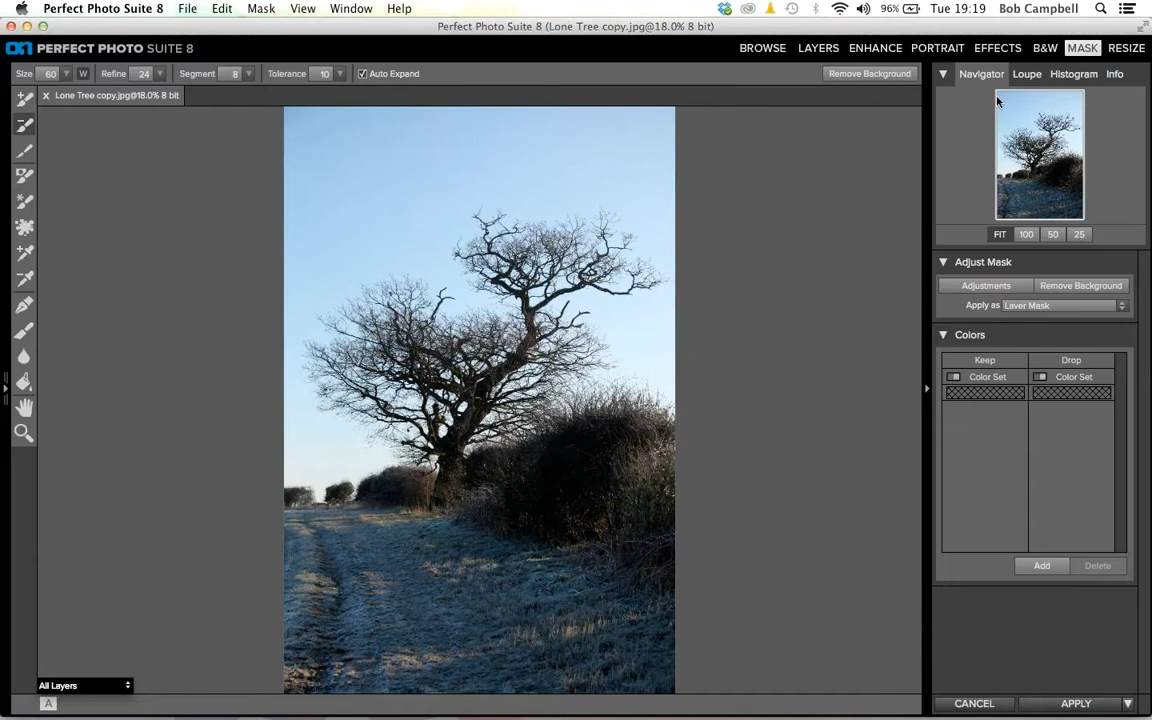 Perfect Photo Suite 8 File Edit Mask View Window Help 96% Tue 19:19 Bob Campbell
Perfect Photo Suite 8 (Lone Tree copy.jpg (8 bit)
on PERFECT PHOTO SUITE 8 BROWSE LAYERS ENHANCE PORTRAIT EFFECTS B&W MASK RESIZE
Size 60 W Refine 24 Segment 8 Tolerance 10 Auto Expand Remove Background
Navigator Loupe Histogram Info
Lone Tree copy.jpg@18.0% 8 bit
FIT 100 50 25
Adjust Mask
Adjustments Remove Background
Apply as Layer Mask
Colors
Keep Drop
Color Set Color Set
Add Delete
All Layers
A
CANCEL APPLY